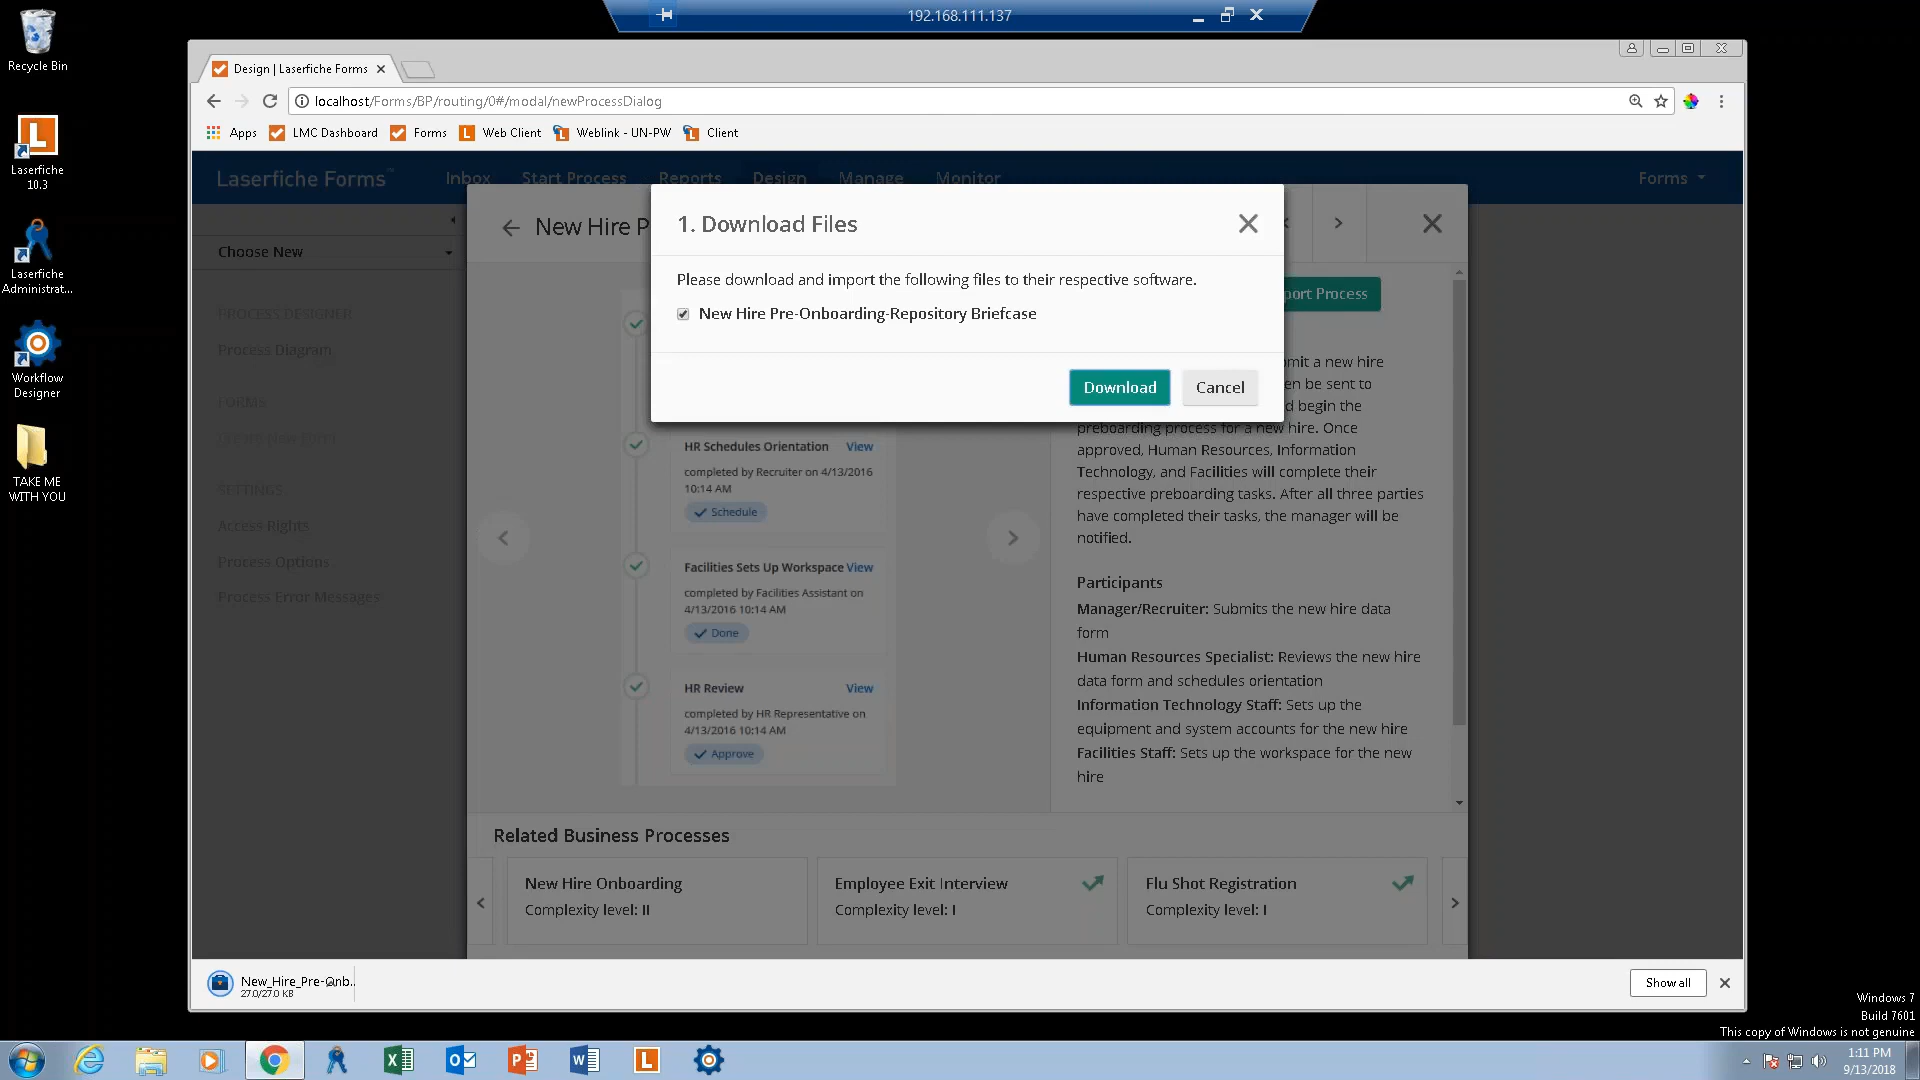 192.168.111.137
Recycle Bin
Laserfiche
10.3
Laserfiche
Administrat...
Workflow
Designer
TAKE ME
WITH YOU
Design | Laserfiche Forms
localhost/Forms/BP/routing/0#/modal/newProcessDialog
Apps LMC Dashboard Forms Web Client Weblink - UN-PW Client
Laserfiche Forms™ Inbox Start Process Reports Design Manage Monitor Forms
Choose New
PROCESS DESIGNER
Process Diagram
FORMS
Create New Form
SETTINGS
Access Rights
Process Options
Process Error Messages
New Hire P
1. Download Files
Please download and import the following files to their respective software.
New Hire Pre-Onboarding-Repository Briefcase
Download Cancel
port Process
mit a new hire
en be sent to
d begin the
preboarding process for a new hire. Once
approved, Human Resources, Information
Technology, and Facilities will complete their
respective preboarding tasks. After all three parties
have completed their tasks, the manager will be
notified.
Participants
Manager/Recruiter: Submits the new hire data
form
Human Resources Specialist: Reviews the new hire
data form and schedules orientation
Information Technology Staff: Sets up the
equipment and system accounts for the new hire
Facilities Staff: Sets up the workspace for the new
hire
HR Schedules Orientation View
completed by Recruiter on 4/13/2016
10:14 AM
Schedule
Facilities Sets Up Workspace View
completed by Facilities Assistant on
4/13/2016 10:14 AM
Done
HR Review View
completed by HR Representative on
4/13/2016 10:14 AM
Approve
Related Business Processes
New Hire Onboarding
Complexity level: II
Employee Exit Interview
Complexity level: I
Flu Shot Registration
Complexity level: I
New_Hire_Pre-Onb...
27.0/27.0 KB
Show all
Windows 7
Build 7601
This copy of Windows is not genuine
1:11 PM
9/13/2018